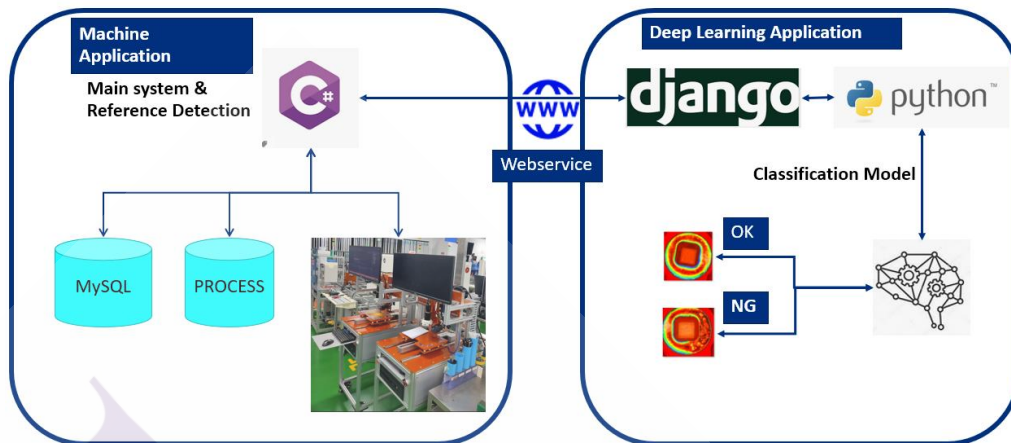 Machine
Application
Main system &
Reference Detection
C#
MySQL
PROCESS
WWW
Webservice
Deep Learning Application
django
python™
Classification Model
OK
NG